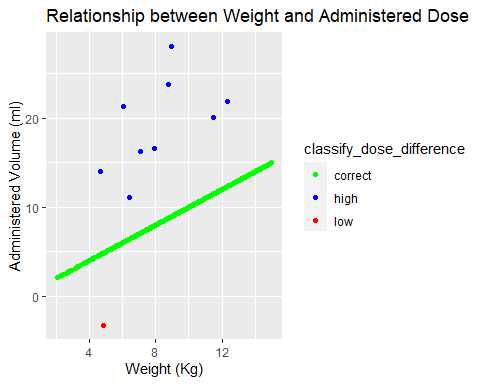 Relationship between Weight and Administered Dose
Administered Volume (ml)
20
10
0
4 8 12
Weight (Kg)
classify_dose_difference
correct
high
low